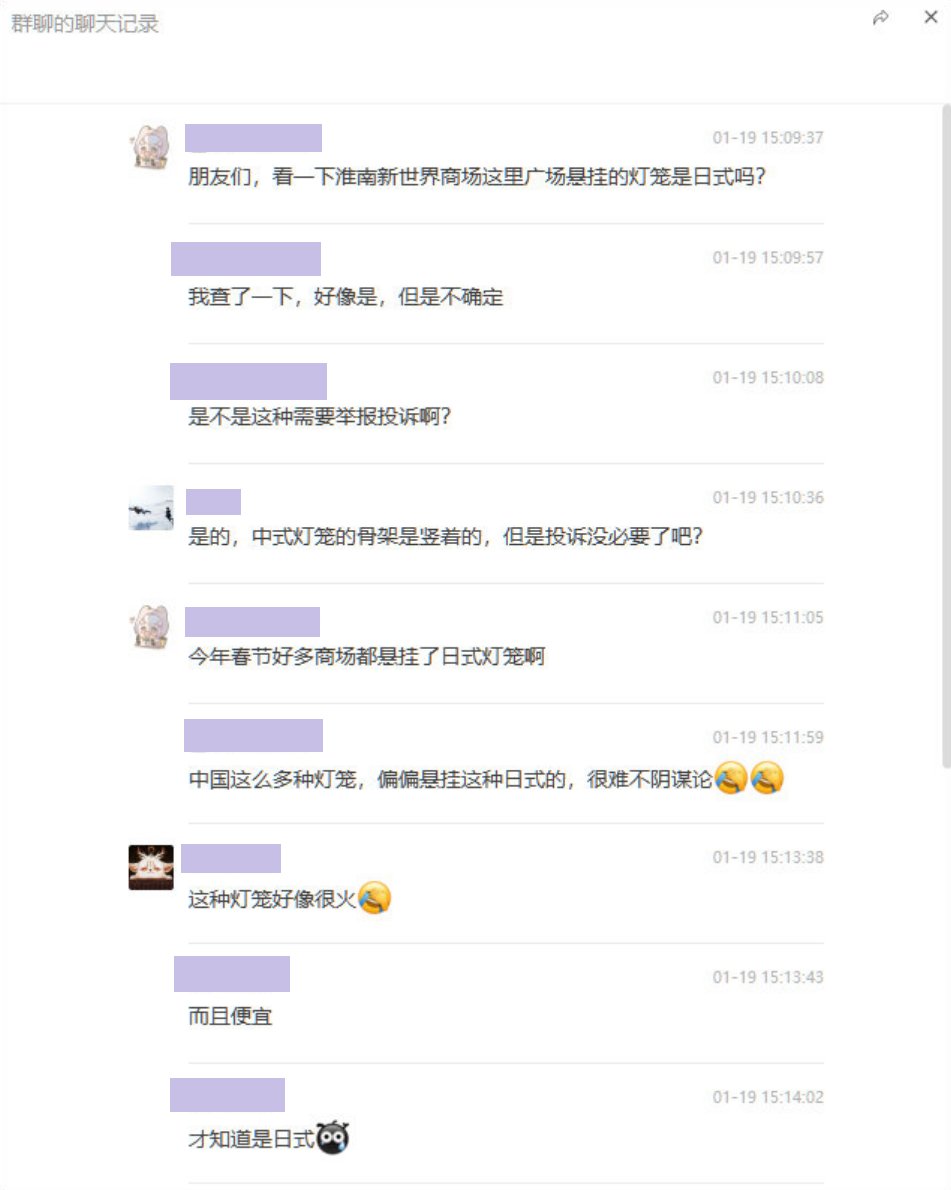 群聊的聊天记录
01-19 15:09:37
朋友们，看一下淮南新世界商场这里广场悬挂的灯笼是日式吗？
01-19 15:09:57
我查了一下，好像是，但是不确定
01-19 15:10:08
是不是这种需要举报投诉啊？
01-19 15:10:36
是的，中式灯笼的骨架是竖着的，但是投诉没必要了吧？
01-19 15:11:05
今年春节好多商场都悬挂了日式灯笼啊
01-19 15:11:59
中国这么多种灯笼，偏偏悬挂这种日式的，很难不阴谋论
01-19 15:13:38
这种灯笼好像很火
01-19 15:13:43
而且便宜
01-19 15:14:02
才知道是日式